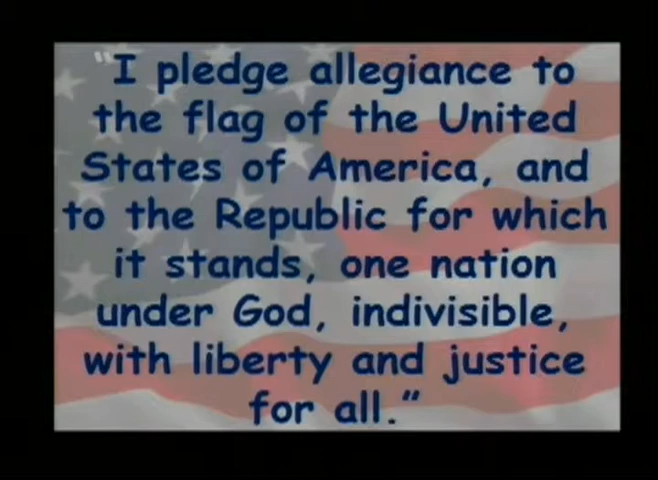 “I pledge allegiance to
the flag of the United
States of America, and
to the Republic for which
it stands, one nation
under God, indivisible,
with liberty and justice
for all.”